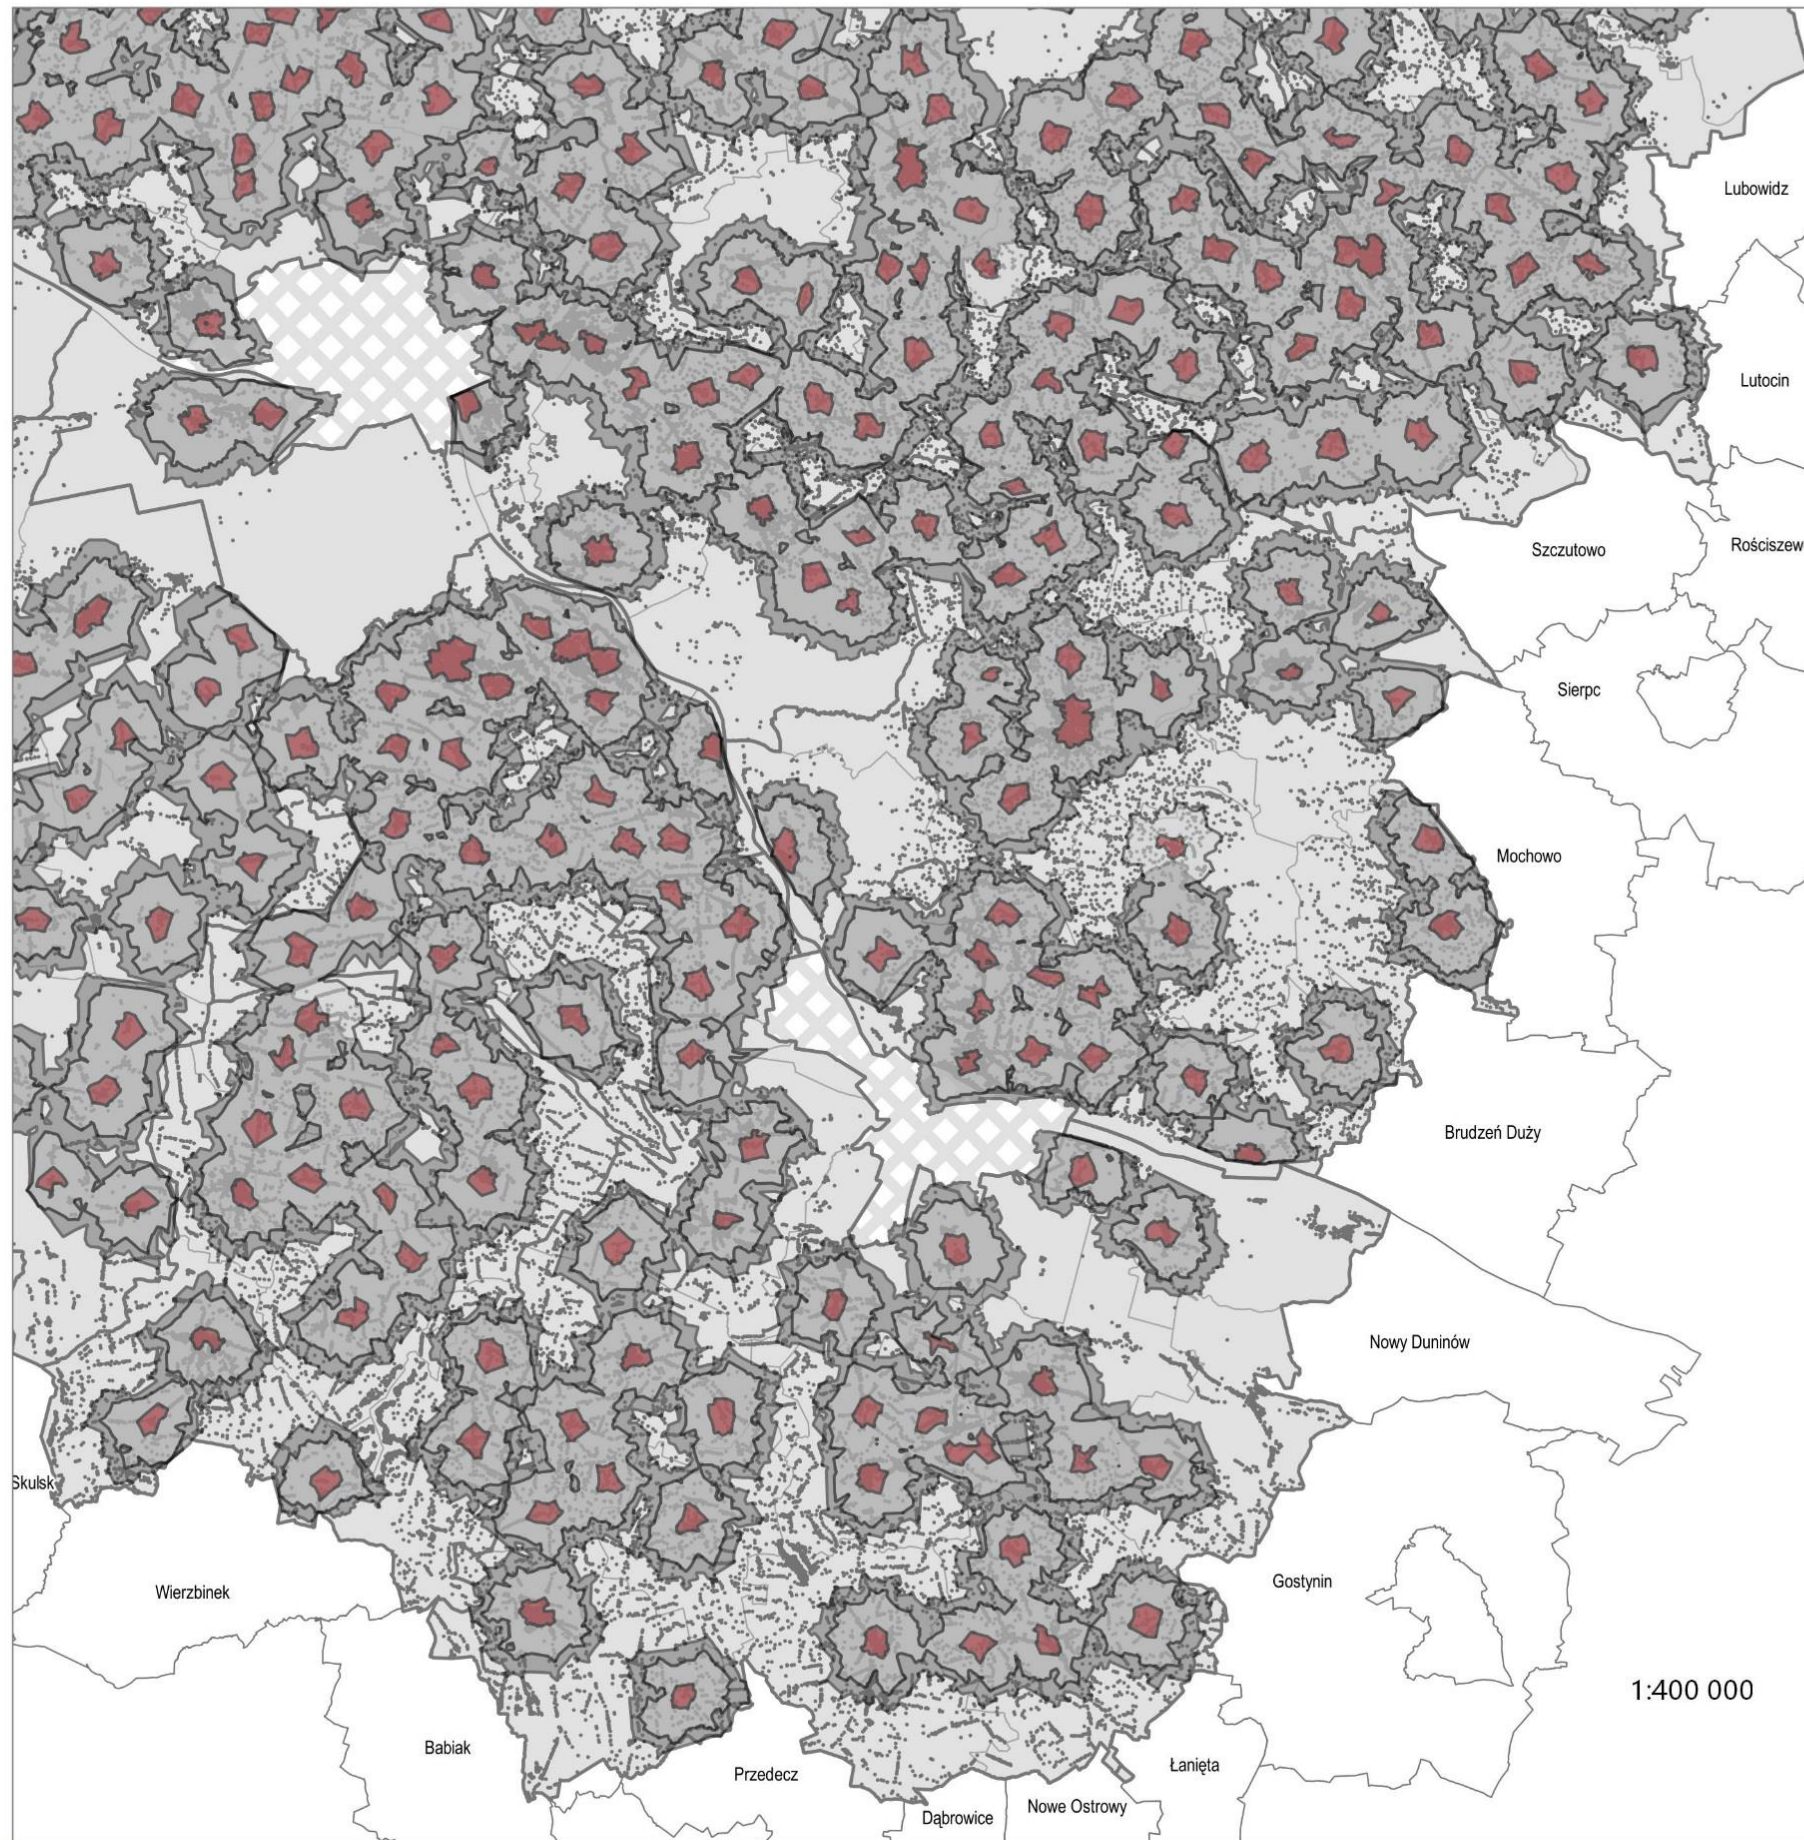 Lubowidz
Lutocin
Szczutowo
Rościszew
Sierpc
Mochowo
Brudzeń Duży
Nowy Duninów
Skulsk
Wierzbinek
Gostynin
1:400 000
Babiak
Przedecz
Łanięta
Nowe Ostrowy
Dąbrowice